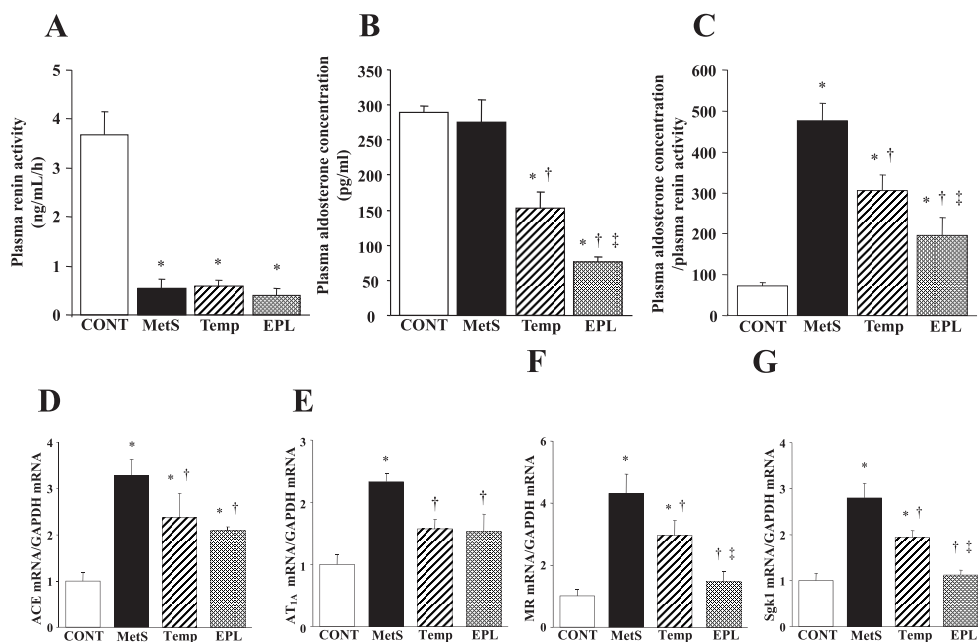 A
Plasma renin activity
(ng/mL/h)
5
4
3
2
1
0
*
*
*
CONT MetS Temp EPL
B
Plasma aldosterone concentration
(pg/ml)
350
300
250
200
150
100
50
0
* †
* † ‡
CONT MetS Temp EPL
C
Plasma aldosterone concentration
/plasma renin activity
600
500
400
300
200
100
0
*
* †
* † ‡
CONT MetS Temp EPL
D
ACE mRNA/GAPDH mRNA
4
3
2
1
0
*
* †
* †
CONT MetS Temp EPL
E
AT1A mRNA/GAPDH mRNA
3
2
1
0
*
†
†
CONT MetS Temp EPL
F
MR mRNA/GAPDH mRNA
6
4
2
0
*
* †
† ‡
CONT MetS Temp EPL
G
Sgk1 mRNA/GAPDH mRNA
4
3
2
1
0
*
* †
† ‡
CONT MetS Temp EPL